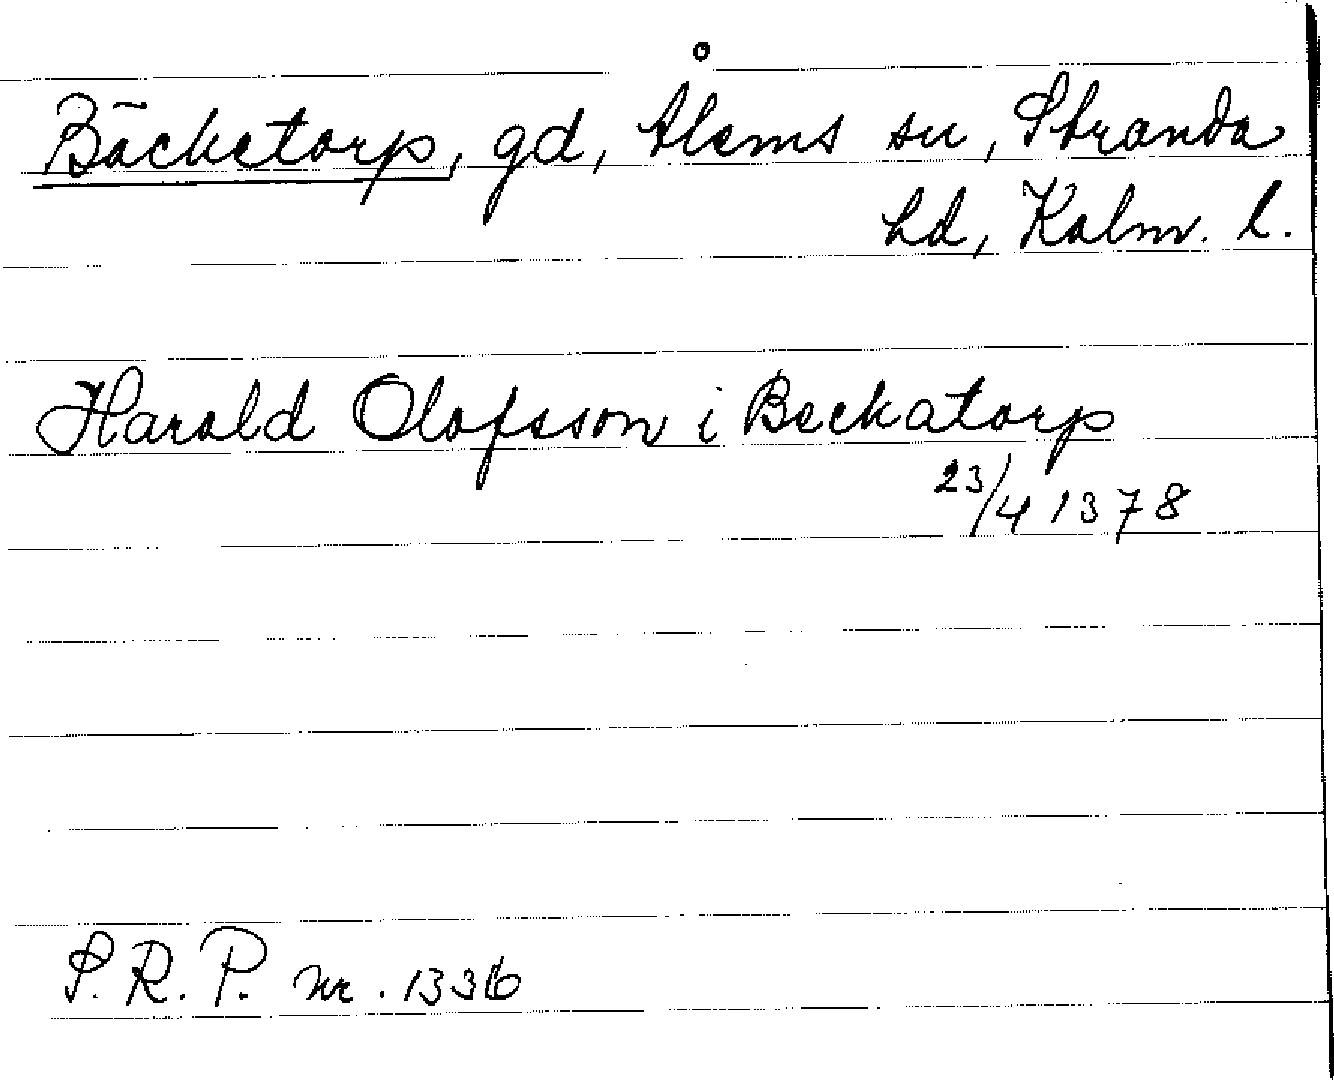 Bäcketorp, gd, Ålems sn, Stranda
hd, Kalm. l.
Harald Olofsson i Beckatorp
23/4 1378
S. R. P. nr. 1336